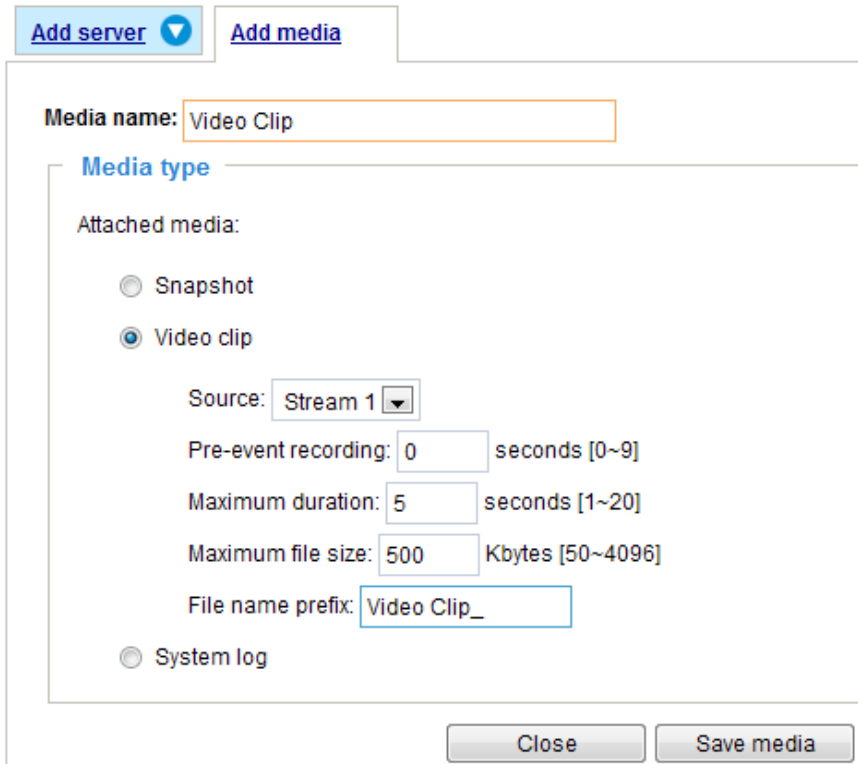 Add server Add media
Media name: Video Clip
Media type
Attached media:
Snapshot
Video clip
Source: Stream 1
Pre-event recording: 0 seconds [0~9]
Maximum duration: 5 seconds [1~20]
Maximum file size: 500 Kbytes [50~4096]
File name prefix: Video Clip_
System log
Close Save media